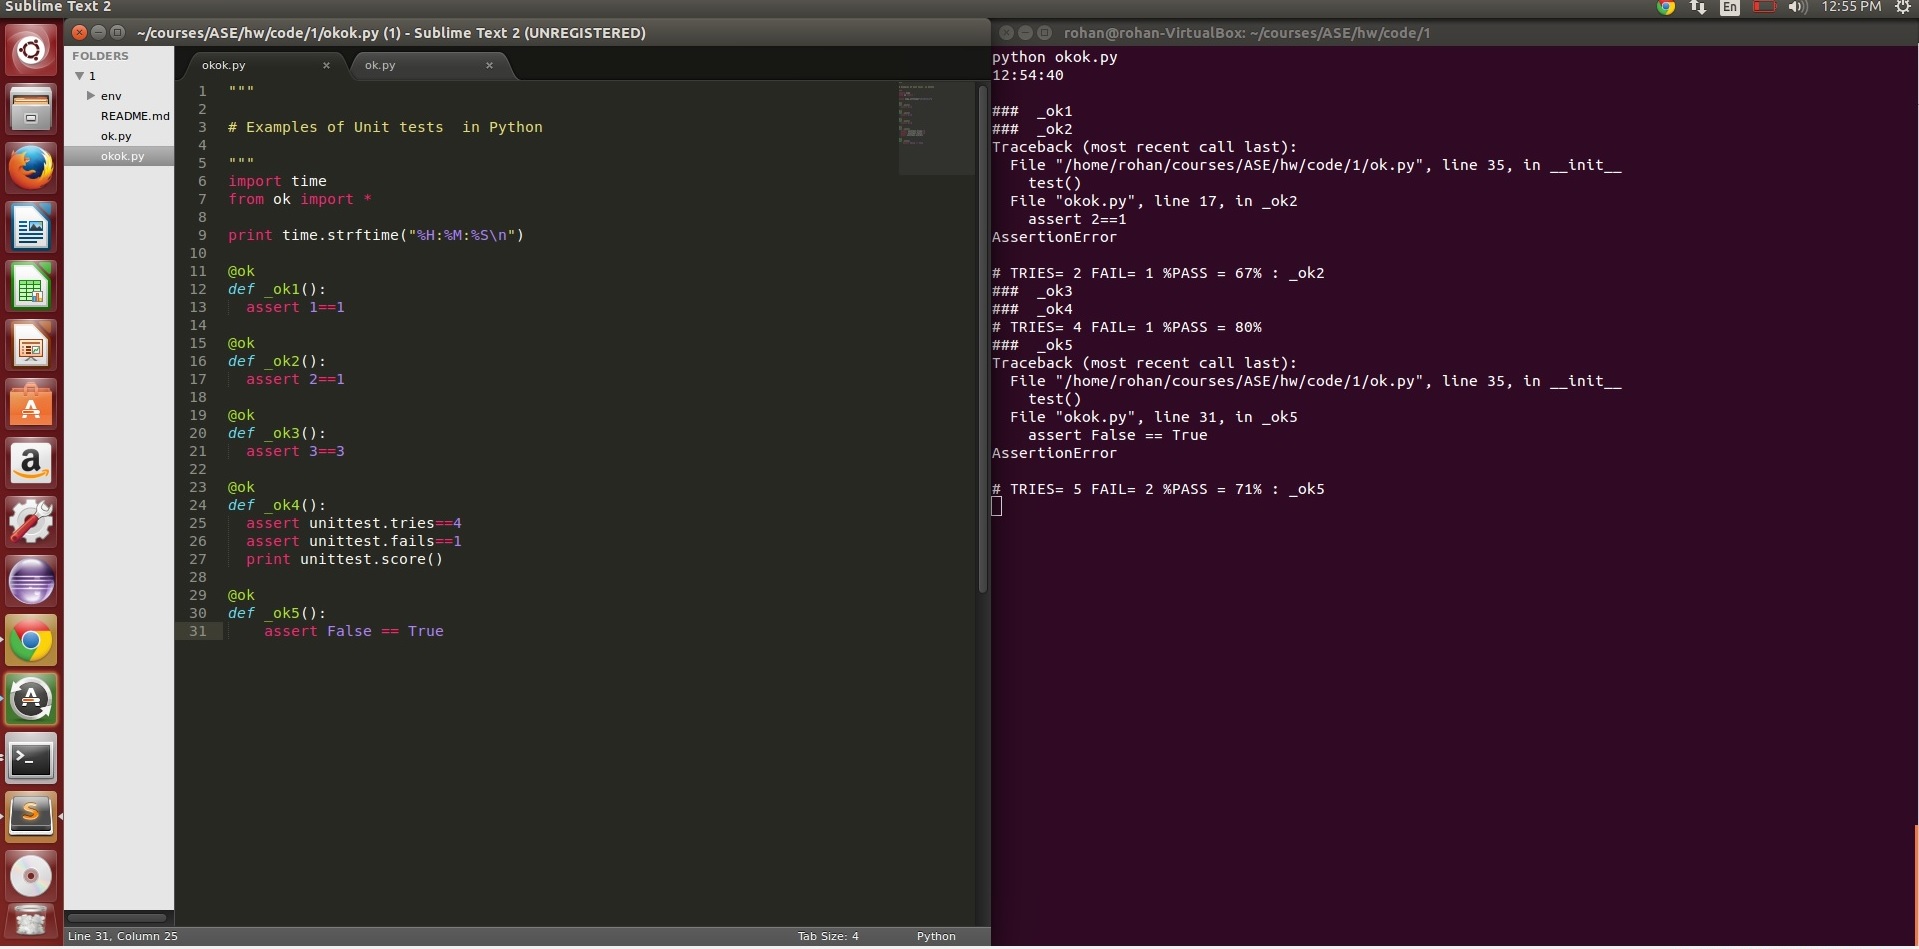 Sublime Text 2
En
12:55 PM
~/courses/ASE/hw/code/1/okok.py (1) - Sublime Text 2 (UNREGISTERED)
FOLDERS
1
env
README.md
ok.py
okok.py
okok.py ×
ok.py ×
1 """
2
3 # Examples of Unit tests  in Python
4
5 """
6 import time
7 from ok import *
8
9 print time.strftime("%H:%M:%S\n")
10
11 @ok
12 def _ok1():
13   assert 1==1
14
15 @ok
16 def _ok2():
17   assert 2==1
18
19 @ok
20 def _ok3():
21   assert 3==3
22
23 @ok
24 def _ok4():
25   assert unittest.tries==4
26   assert unittest.fails==1
27   print unittest.score()
28
29 @ok
30 def _ok5():
31     assert False == True
Line 31, Column 25
Tab Size: 4
Python
rohan@rohan-VirtualBox: ~/courses/ASE/hw/code/1
python okok.py
12:54:40
###  _ok1
###  _ok2
Traceback (most recent call last):
  File "/home/rohan/courses/ASE/hw/code/1/ok.py", line 35, in __init__
    test()
  File "okok.py", line 17, in _ok2
    assert 2==1
AssertionError
# TRIES= 2 FAIL= 1 %PASS = 67% : _ok2
###  _ok3
###  _ok4
# TRIES= 4 FAIL= 1 %PASS = 80%
###  _ok5
Traceback (most recent call last):
  File "/home/rohan/courses/ASE/hw/code/1/ok.py", line 35, in __init__
    test()
  File "okok.py", line 31, in _ok5
    assert False == True
AssertionError
# TRIES= 5 FAIL= 2 %PASS = 71% : _ok5